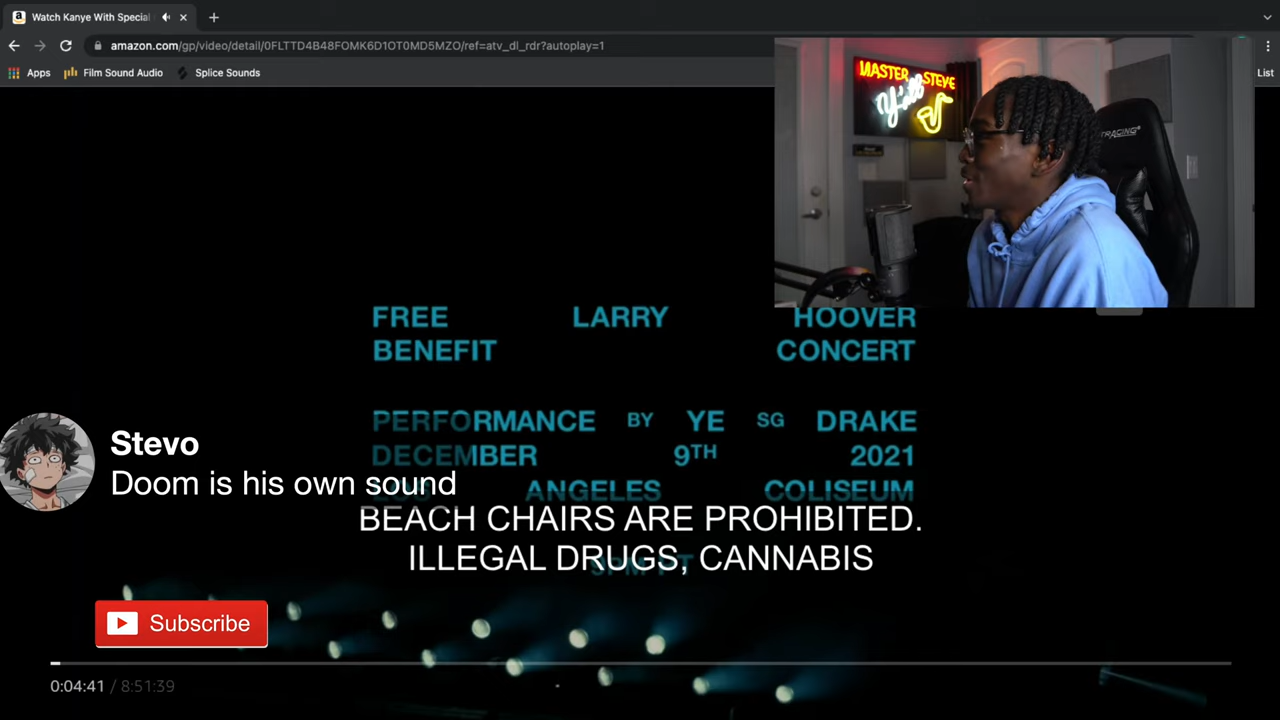 Watch Kanye With Special
amazon.com/gp/video/detail/0FLTTD4B48FOMK6D1OT0MD5MZO/ref=atv_dl_rdr?autoplay=1
Apps Film Sound Audio Splice Sounds List
MASTER STEVE
Y'all
TRACING
FREE LARRY HOOVER
BENEFIT CONCERT
PERFORMANCE BY YE SG DRAKE
DECEMBER 9TH 2021
LOS ANGELES COLISEUM
Stevo
Doom is his own sound
BEACH CHAIRS ARE PROHIBITED.
ILLEGAL DRUGS, CANNABIS
Subscribe
0:04:41 / 8:51:39